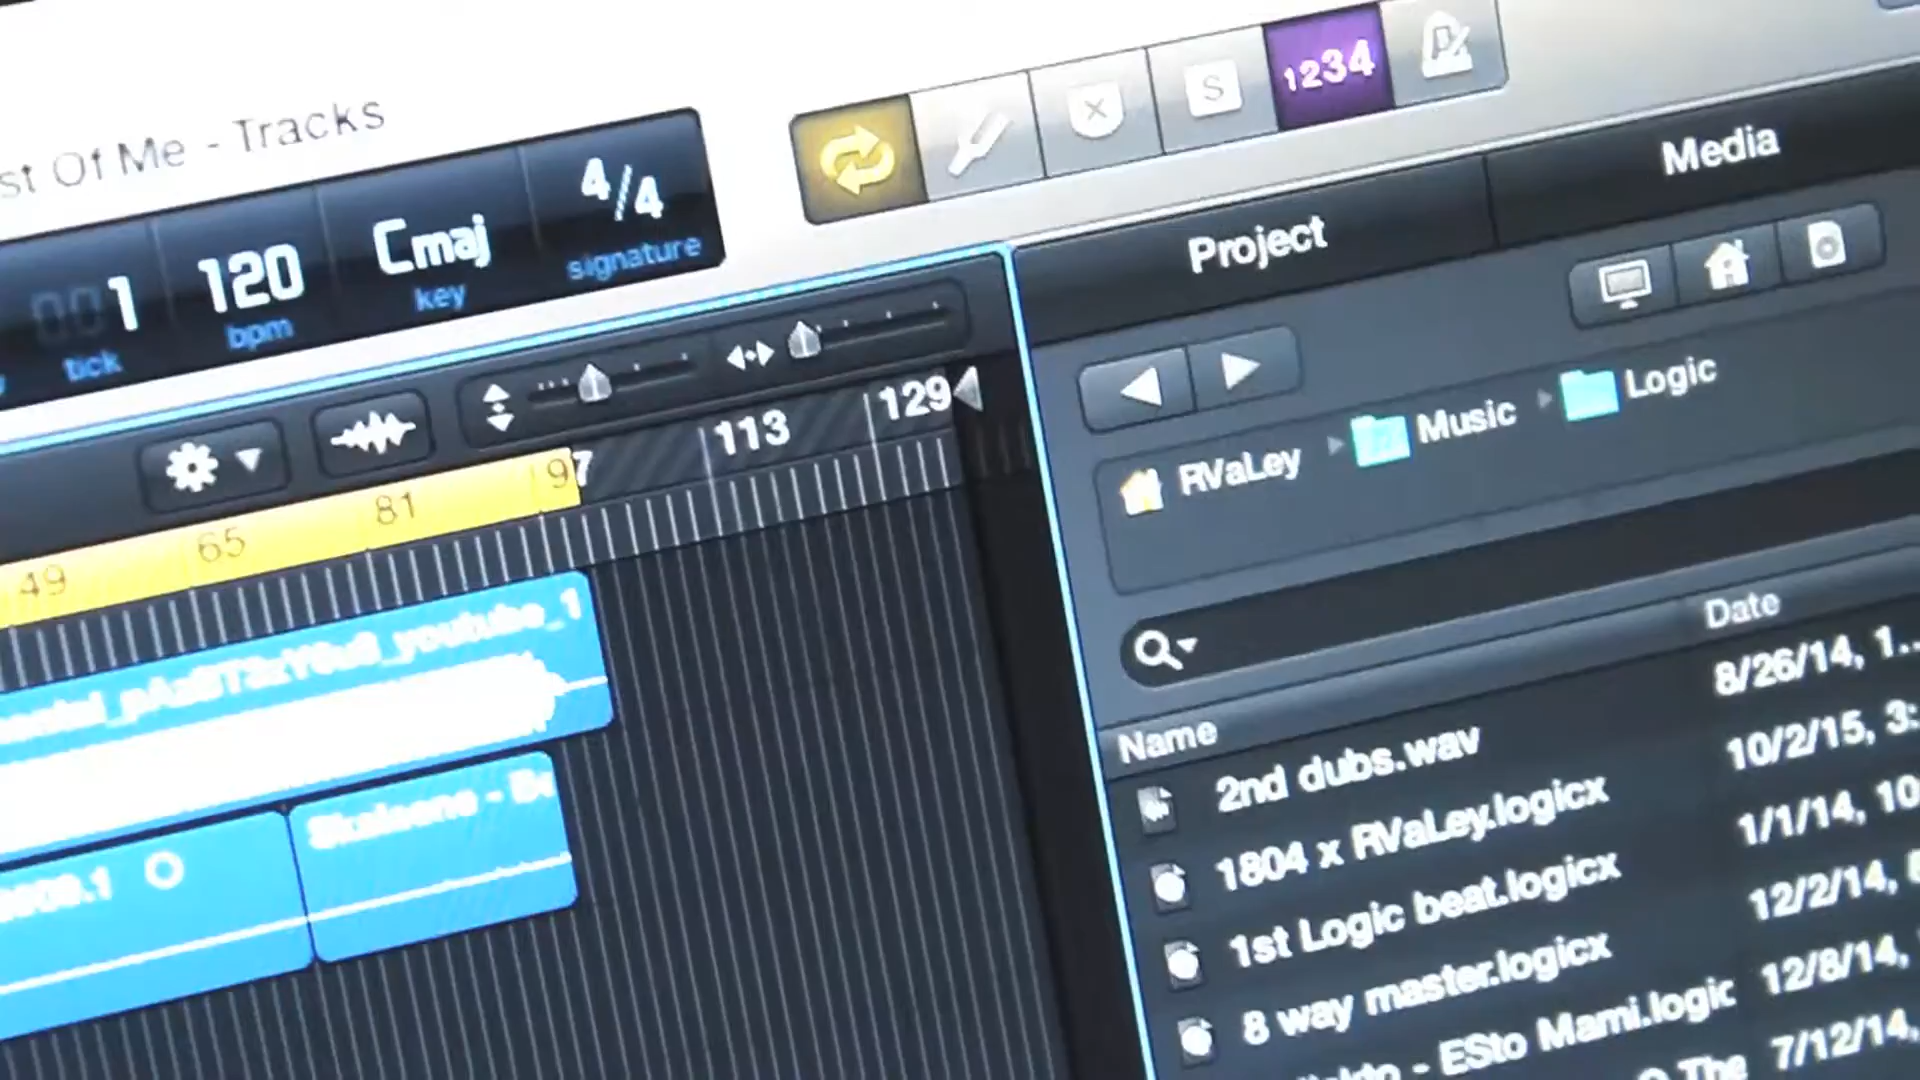 st Of Me - Tracks
1 120 Cmaj 4/4
tick bpm key signature
1234
Project Media
RVaLey Music Logic
49 65 81 97 113 129
youtube_1
Name Date
2nd dubs.wav 8/26/14, 1...
1804 x RVaLey.logicx 10/2/15, 3:
1st Logic beat.logicx 1/1/14, 10
8 way master.logicx 12/2/14,
- ESto Mami.logic 12/8/14,
The 7/12/14,